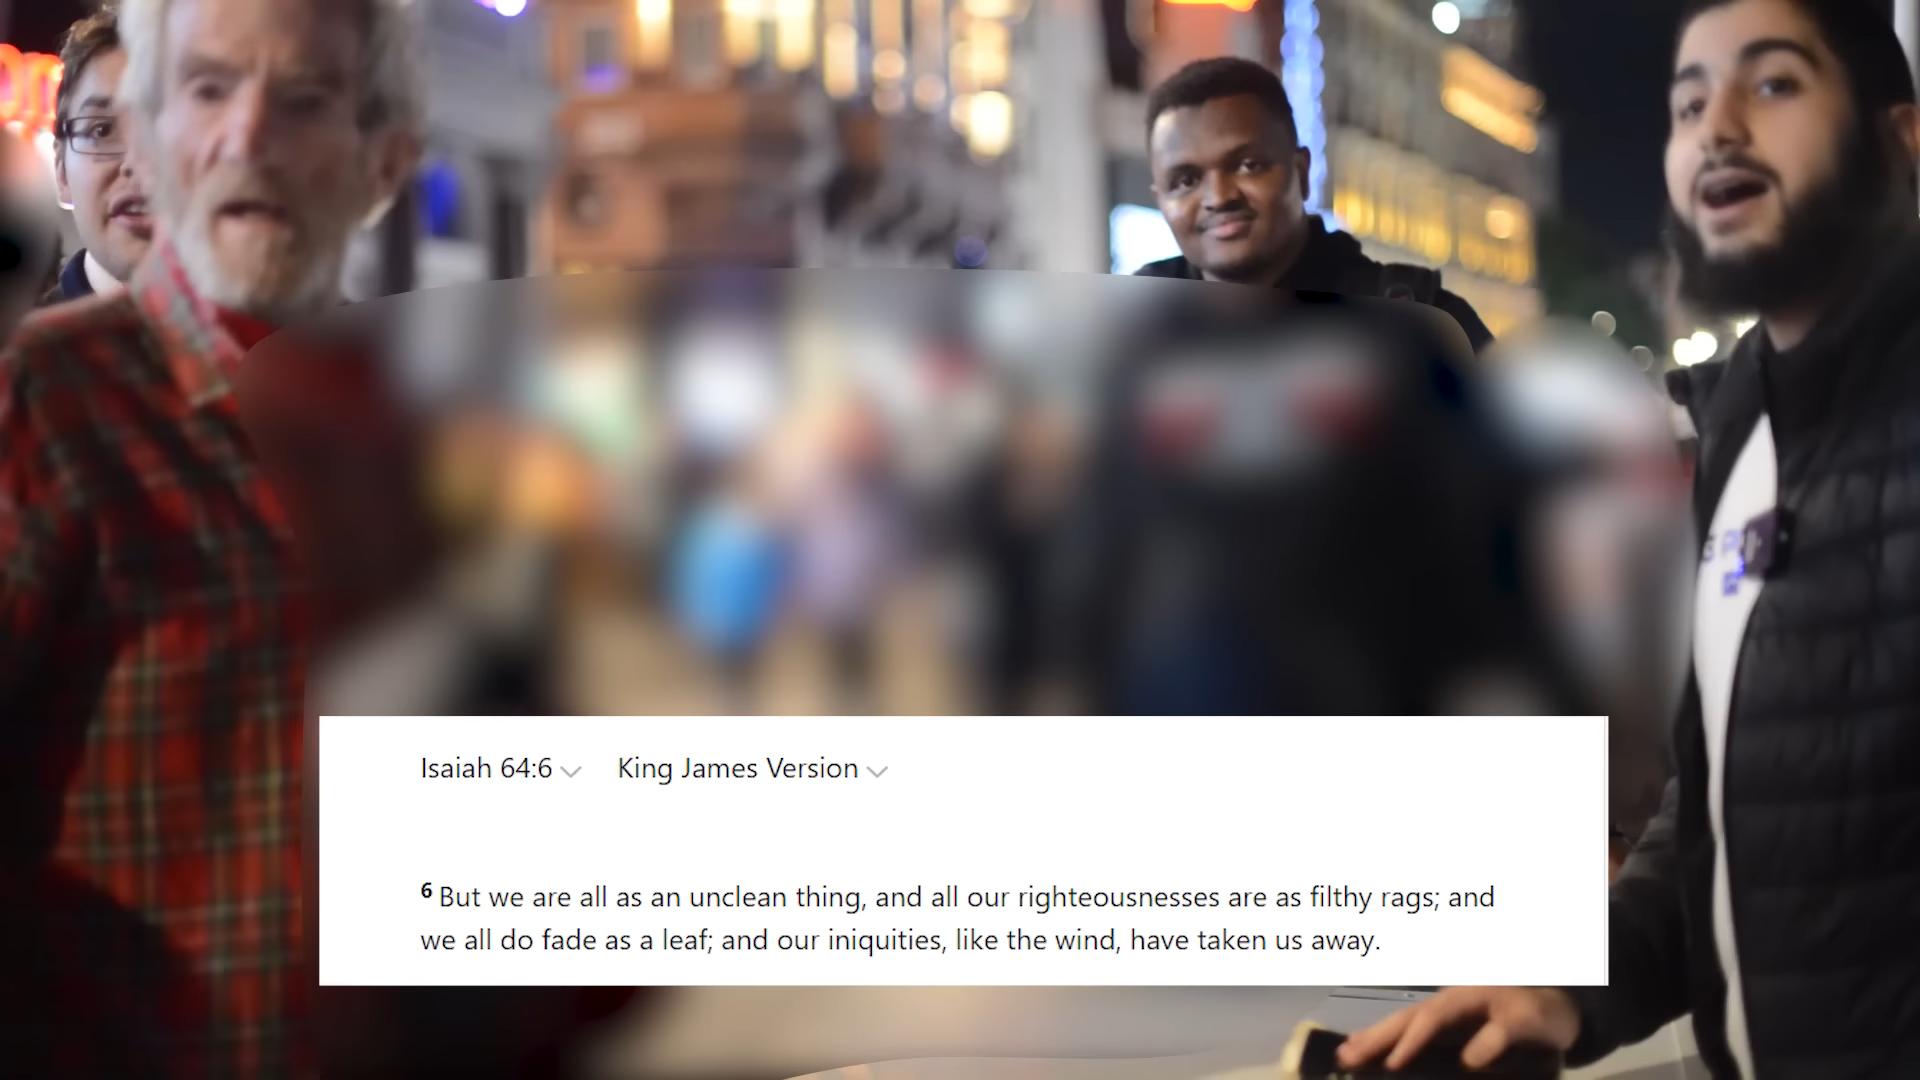 Isaiah 64:6 King James Version
6 But we are all as an unclean thing, and all our righteousnesses are as filthy rags; and
we all do fade as a leaf; and our iniquities, like the wind, have taken us away.